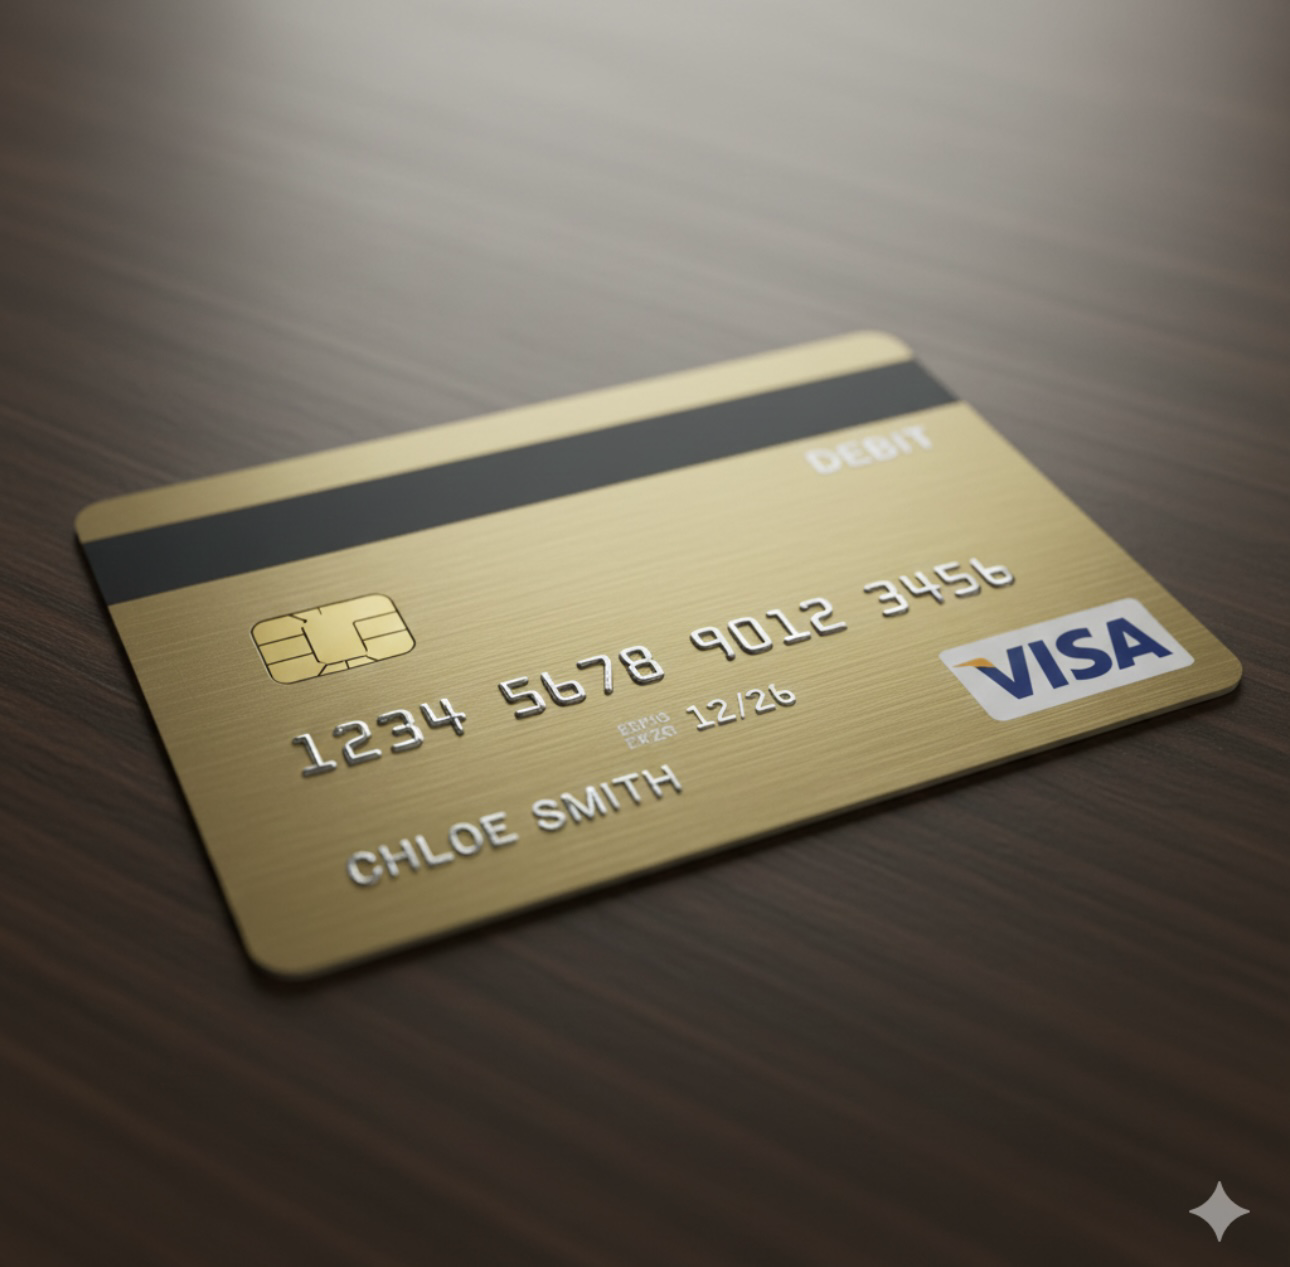 DEBIT
1234 5678 9012 3456
12/26
VISA
CHLOE SMITH